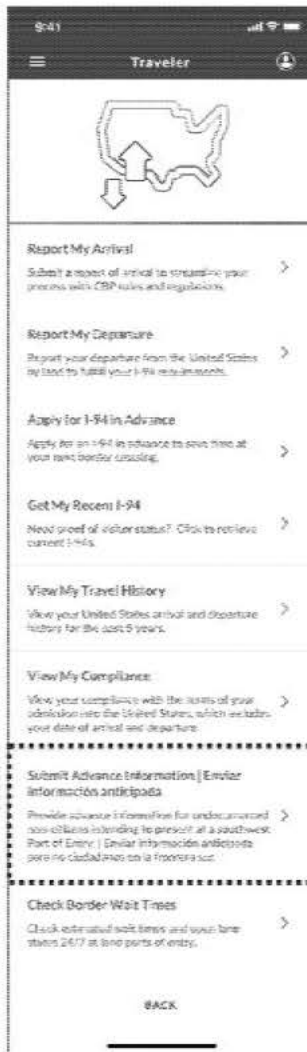 9:41
Traveler
Report My Arrival
Submit a report of arrival to streamline your
process with CBP rules and regulations.
Report My Departure
Report your departure from the United States
by land to fulfill your I-94 requirements.
Apply for I-94 in Advance
Apply for an I-94 in advance to save time at
your next border crossing.
Get My Recent I-94
Need proof of visitor status? Click to retrieve
current I-94s.
View My Travel History
View your United States arrival and departure
history for the past 5 years.
View My Compliance
View your compliance with the terms of your
admission into the United States, which includes
your date of arrival and departure
Submit Advance Information | Enviar
información anticipada
Provide advance information for undocumented
non-citizens intending to present at a southwest
Port of Entry. | Enviar información anticipada
para no ciudadanos en la frontera sur.
Check Border Wait Times
Check estimated wait times and open lane
status 24/7 at land ports of entry.
BACK